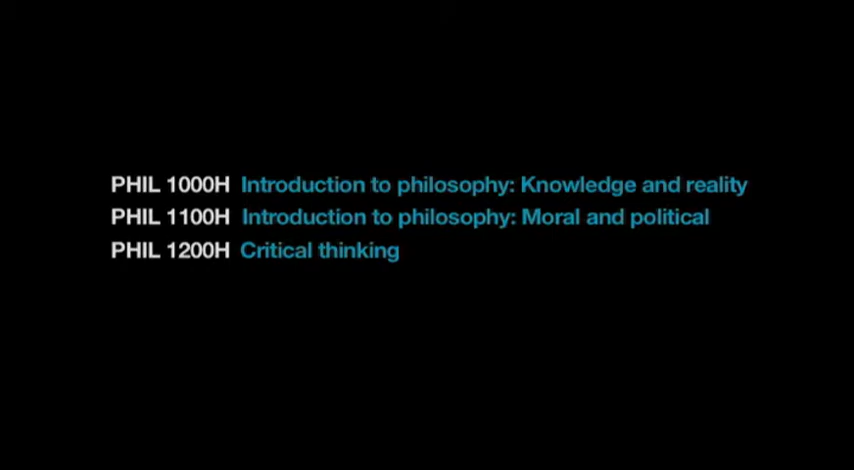 PHIL 1000H Introduction to philosophy: Knowledge and reality
PHIL 1100H Introduction to philosophy: Moral and political
PHIL 1200H Critical thinking